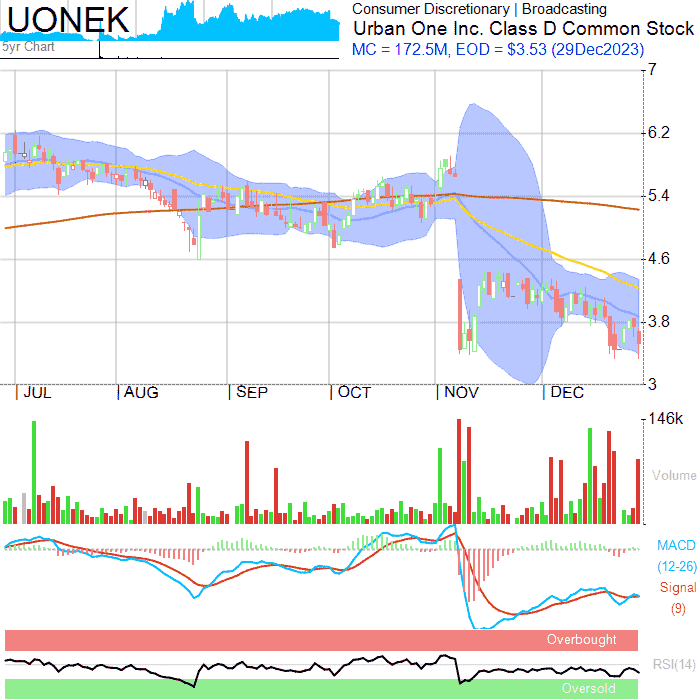 UONEK
5yr Chart
Consumer Discretionary | Broadcasting
Urban One Inc. Class D Common Stock
MC = 172.5M, EOD = $3.53 (29Dec2023)
7
6.2
5.4
4.6
3.8
3
JUL AUG SEP OCT NOV DEC
146k
Volume
MACD
(12-26)
Signal
(9)
Overbought
RSI(14)
Oversold